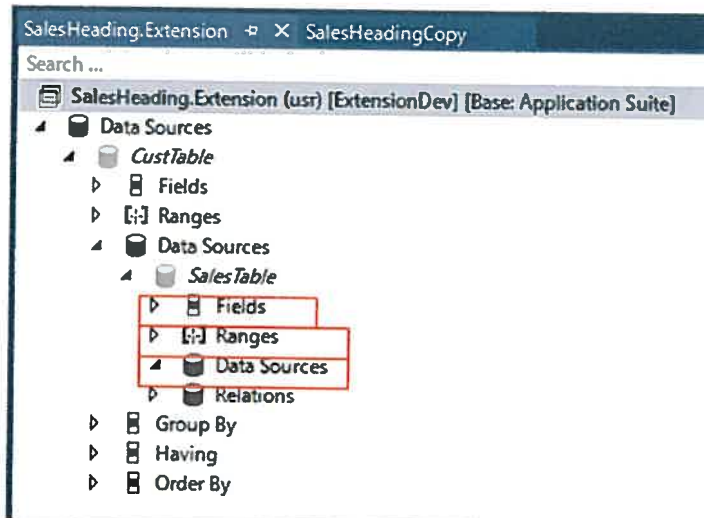 SalesHeading.Extension SalesHeadingCopy
Search ...
SalesHeading.Extension (usr) [ExtensionDev] [Base: Application Suite]
Data Sources
CustTable
Fields
Ranges
Data Sources
SalesTable
Fields
Ranges
Data Sources
Relations
Group By
Having
Order By